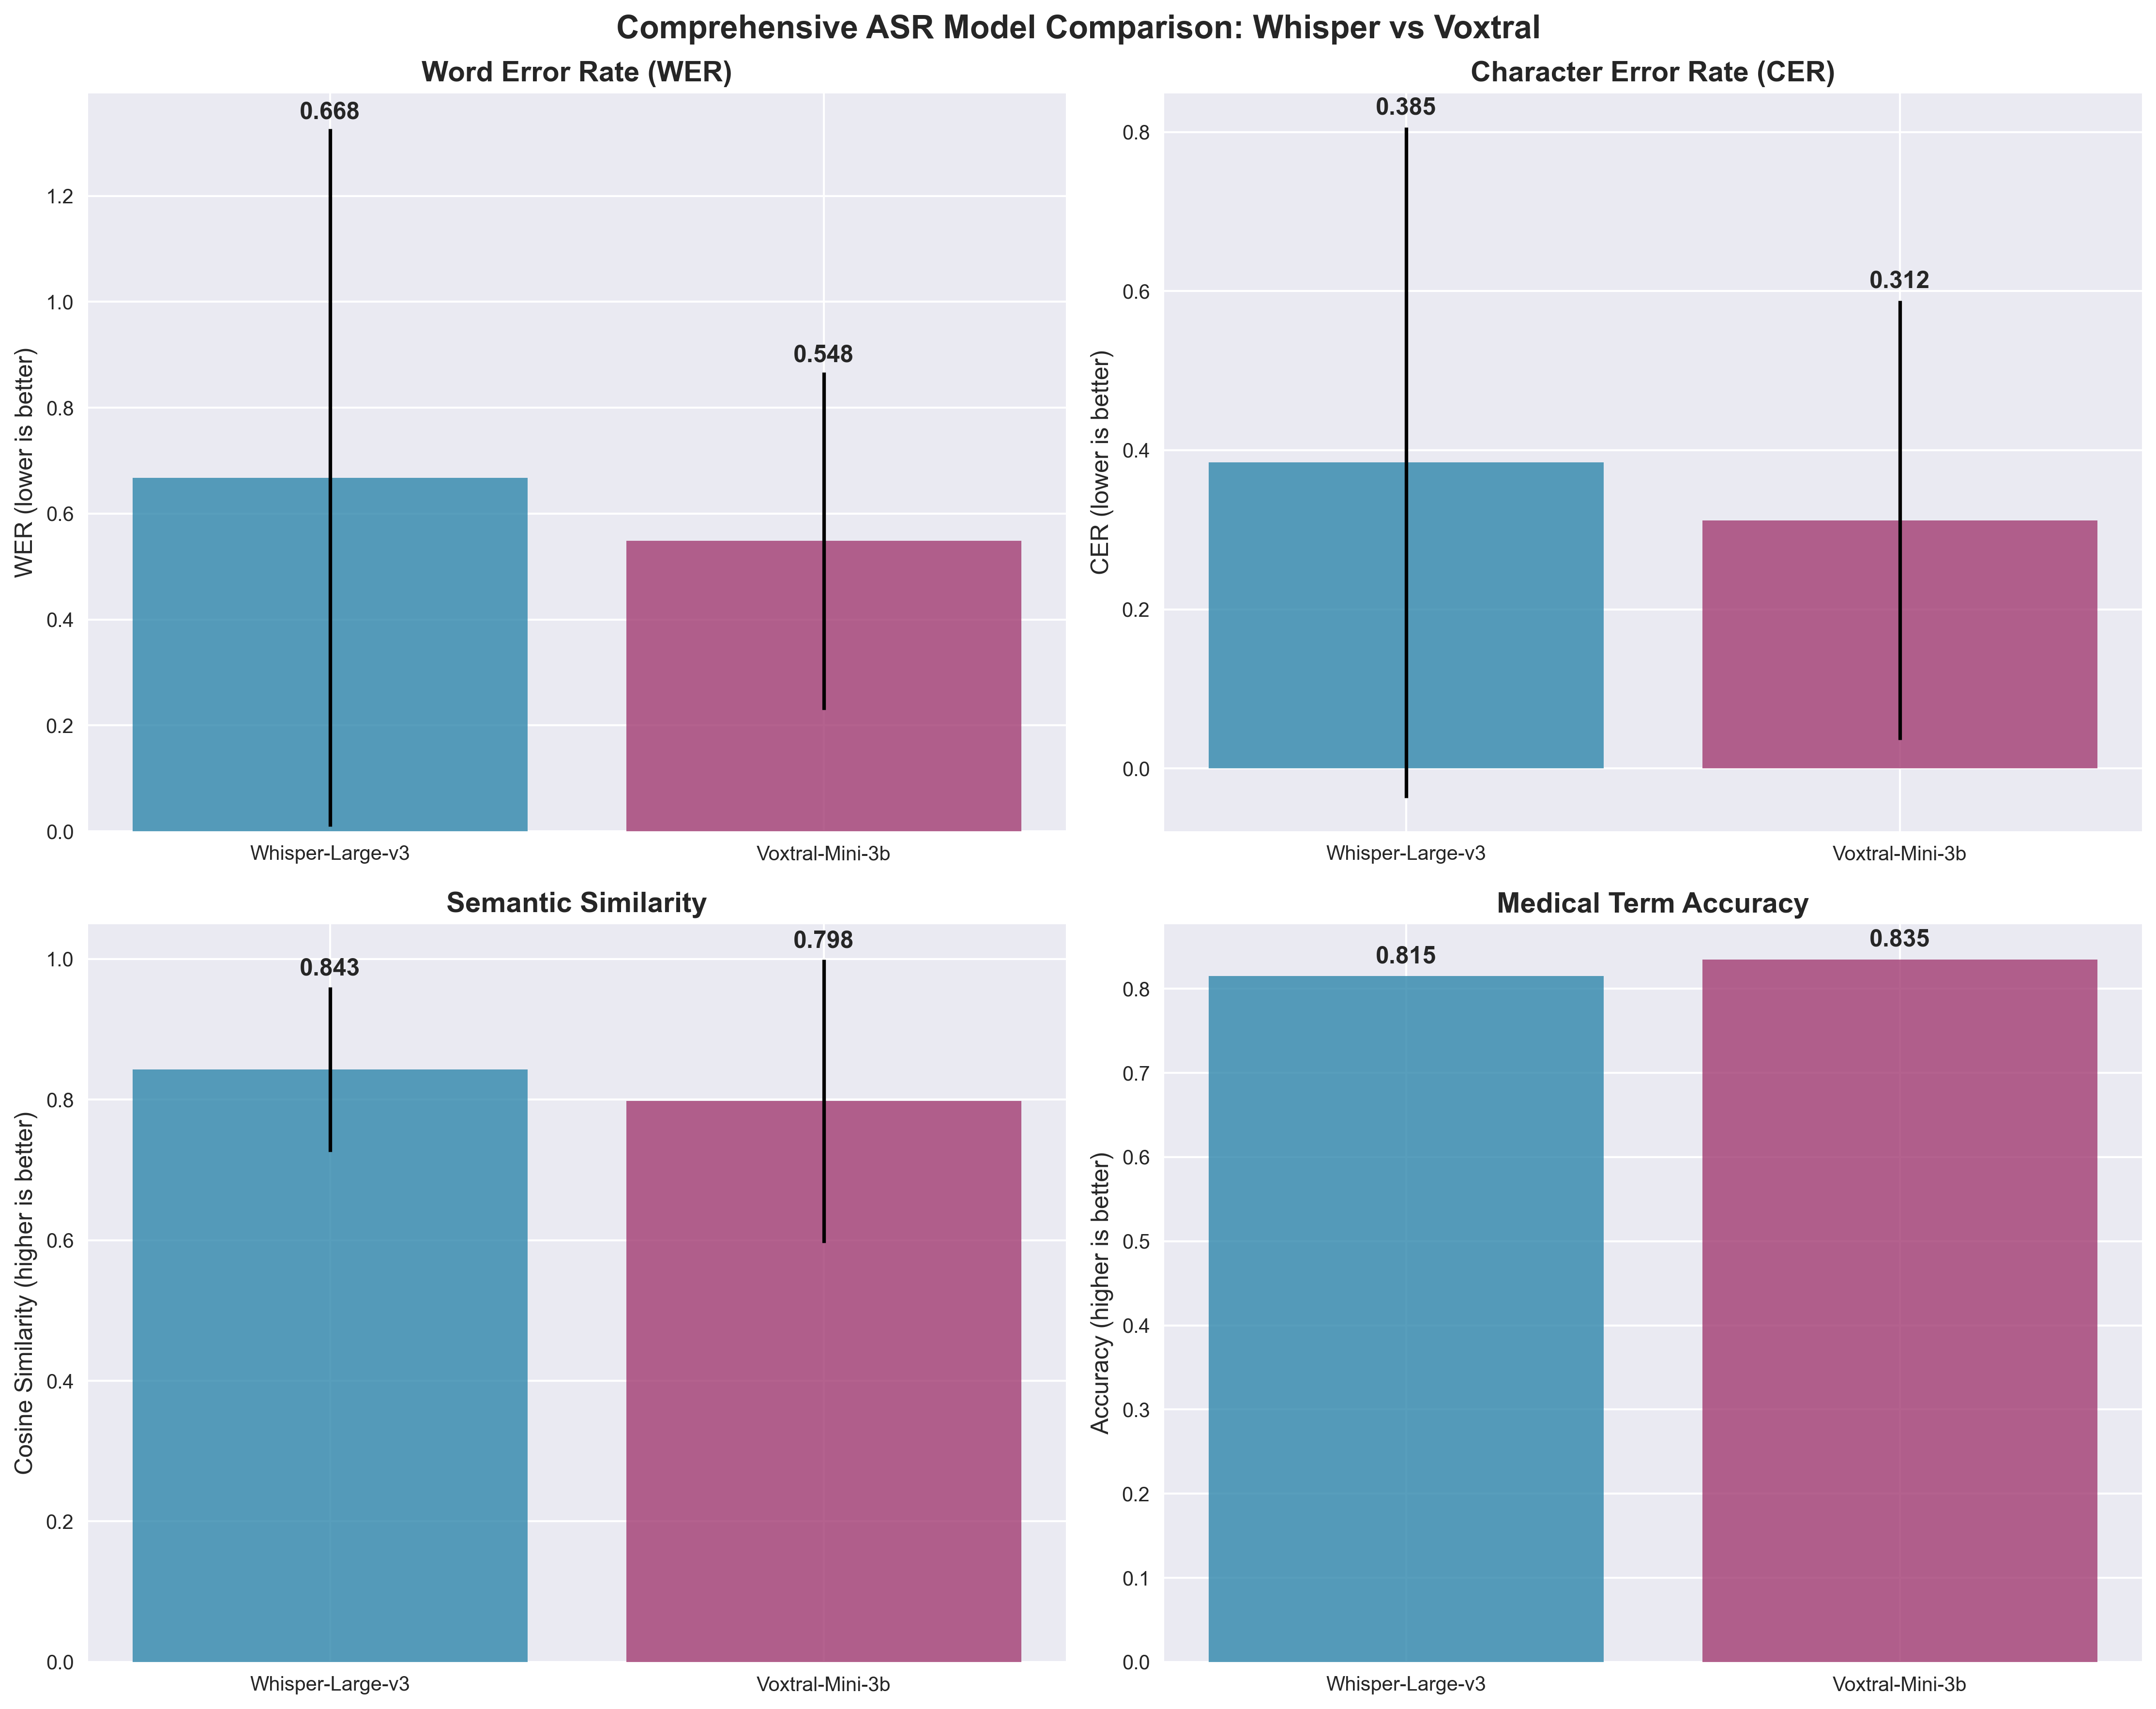 Comprehensive ASR Model Comparison: Whisper vs Voxtral
Word Error Rate (WER)
0.668
0.548
WER (lower is better)
1.2
1.0
0.8
0.6
0.4
0.2
0.0
Whisper-Large-v3
Voxtral-Mini-3b
Character Error Rate (CER)
0.385
0.312
CER (lower is better)
0.8
0.6
0.4
0.2
0.0
Whisper-Large-v3
Voxtral-Mini-3b
Semantic Similarity
0.843
0.798
Cosine Similarity (higher is better)
1.0
0.8
0.6
0.4
0.2
0.0
Whisper-Large-v3
Voxtral-Mini-3b
Medical Term Accuracy
0.815
0.835
Accuracy (higher is better)
0.8
0.7
0.6
0.5
0.4
0.3
0.2
0.1
0.0
Whisper-Large-v3
Voxtral-Mini-3b